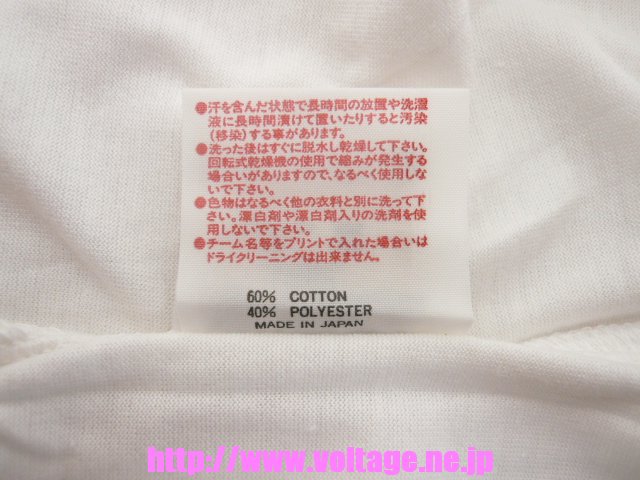 ●汗を含んだ状態で長時間の放置や洗濯
液に長時間漬けて置いたりすると汚染
(移染)する事があります。
●洗った後はすぐに脱水し乾燥して下さい。
回転式乾燥機の使用で縮みが発生する
場合いがありますので、なるべく使用しな
いで下さい。
●色物はなるべく他の衣料と別に洗って下
さい。漂白剤や漂白剤入りの洗剤を使
用しないで下さい。
●チーム名等をプリントで入れた場合いは
ドライクリーニングは出来ません。
60% COTTON
40% POLYESTER
MADE IN JAPAN
http://www.voltage.ne.jp